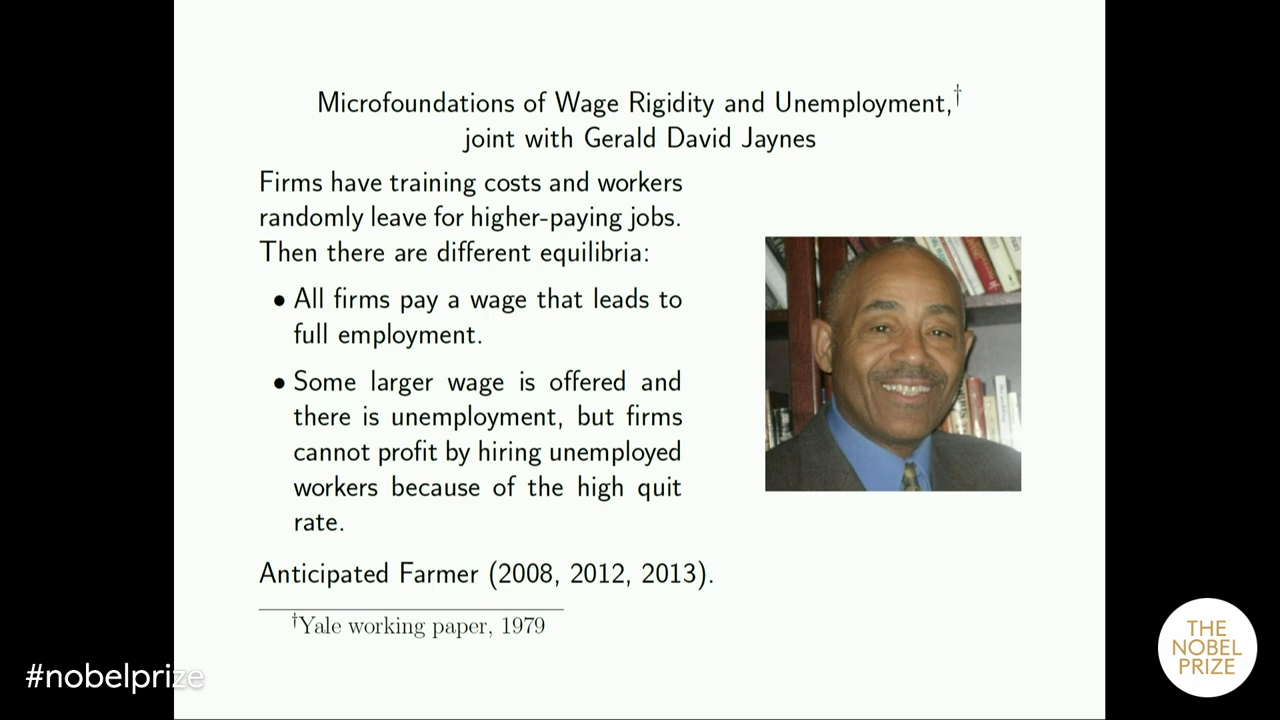 Microfoundations of Wage Rigidity and Unemployment,†
joint with Gerald David Jaynes
Firms have training costs and workers
randomly leave for higher-paying jobs.
Then there are different equilibria:
• All firms pay a wage that leads to
full employment.
• Some larger wage is offered and
there is unemployment, but firms
cannot profit by hiring unemployed
workers because of the high quit
rate.
Anticipated Farmer (2008, 2012, 2013).
†Yale working paper, 1979
#nobelprize
THE
NOBEL
PRIZE